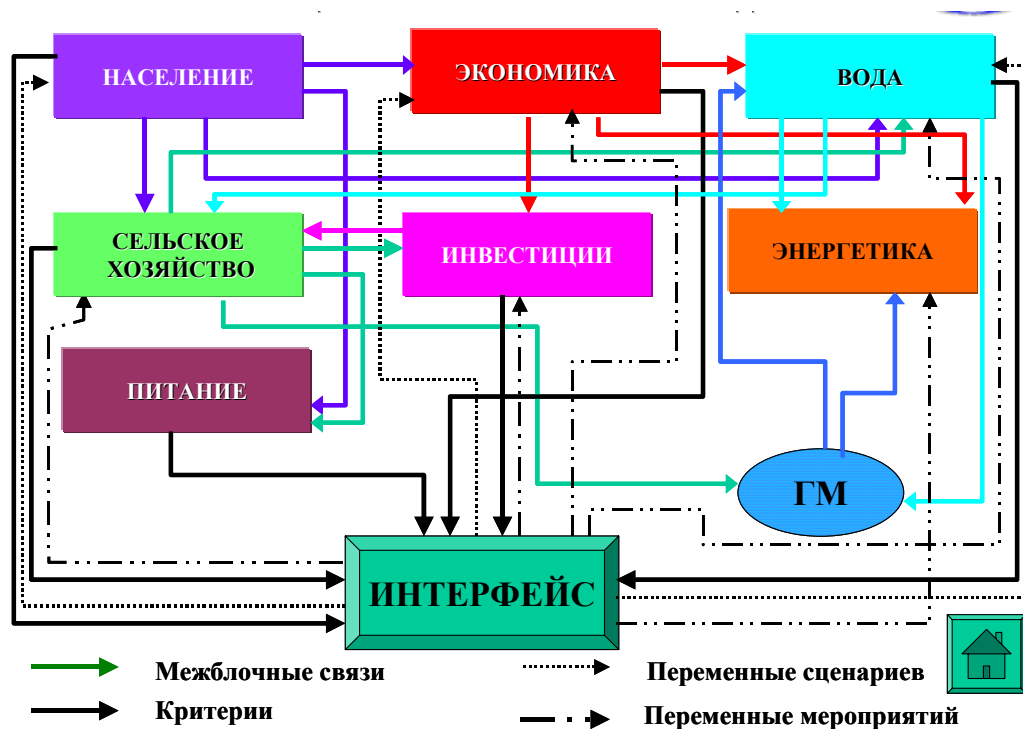 НАСЕЛЕНИЕ
ЭКОНОМИКА
ВОДА
СЕЛЬСКОЕ
ХОЗЯЙСТВО
ИНВЕСТИЦИИ
ЭНЕРГЕТИКА
ПИТАНИЕ
ГМ
ИНТЕРФЕЙС
Межблочные связи
Переменные сценариев
Критерии
Переменные мероприятий